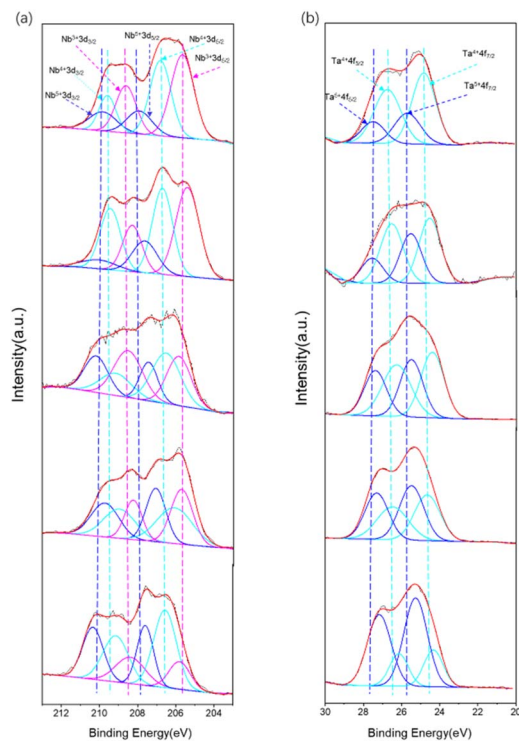 (a)
Nb³⁺3d₃/₂
Nb⁴⁺3d₃/₂
Nb⁵⁺3d₃/₂
Nb⁵⁺3d₅/₂
Nb⁴⁺3d₅/₂
Nb³⁺3d₅/₂
Intensity(a.u.)
212 210 208 206 204
Binding Energy(eV)
(b)
Ta⁴⁺4f₅/₂
Ta⁵⁺4f₅/₂
Ta⁴⁺4f₇/₂
Ta⁵⁺4f₇/₂
Intensity(a.u.)
30 28 26 24 22 20
Binding Energy(eV)